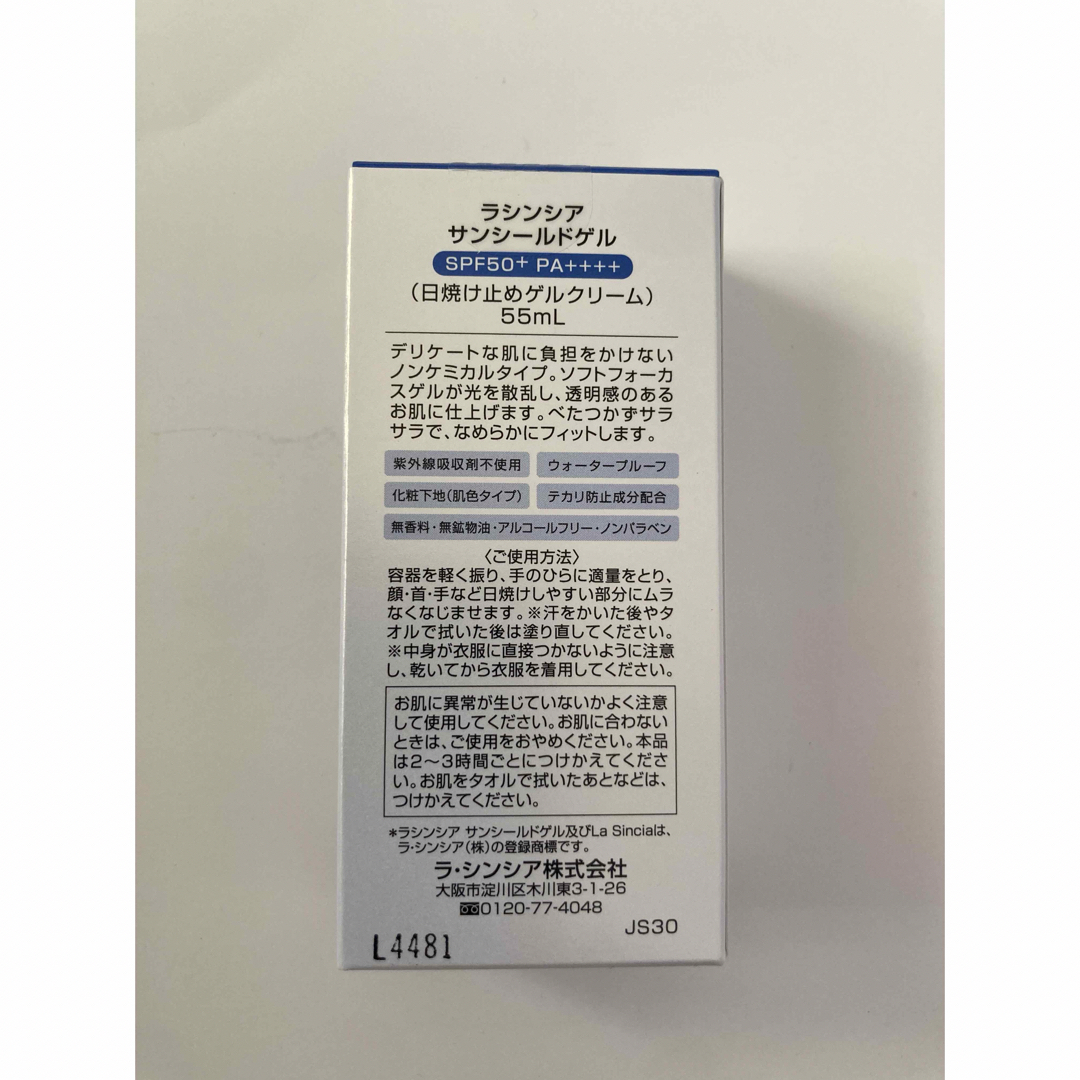 ラシンシア
サンシールドゲル
SPF50+ PA++++
（日焼け止めゲルクリーム）
55mL
デリケートな肌に負担をかけない
ノンケミカルタイプ。ソフトフォーカ
スゲルが光を散乱し、透明感のある
お肌に仕上げます。べたつかずサラ
サラで、なめらかにフィットします。
紫外線吸収剤不使用 ウォータープルーフ
化粧下地（肌色タイプ） テカリ防止成分配合
無香料・無鉱物油・アルコールフリー・ノンパラベン
〈ご使用方法〉
容器を軽く振り、手のひらに適量をとり、
顔・首・手など日焼けしやすい部分にムラ
なくなじませます。※汗をかいた後やタ
オルで拭いた後は塗り直してください。
※中身が衣服に直接つかないように注意
し、乾いてから衣服を着用してください。
お肌に異常が生じていないかよく注意
して使用してください。お肌に合わない
ときは、ご使用をおやめください。本品
は2〜3時間ごとにつけかえてくださ
い。お肌をタオルで拭いたあとなどは、
つけかえてください。
＊ラシンシア サンシールドゲル及びLa Sinciaは、
ラ・シンシア（株）の登録商標です。
ラ・シンシア株式会社
大阪市淀川区木川東3-1-26
0120-77-4048
JS30
L4481